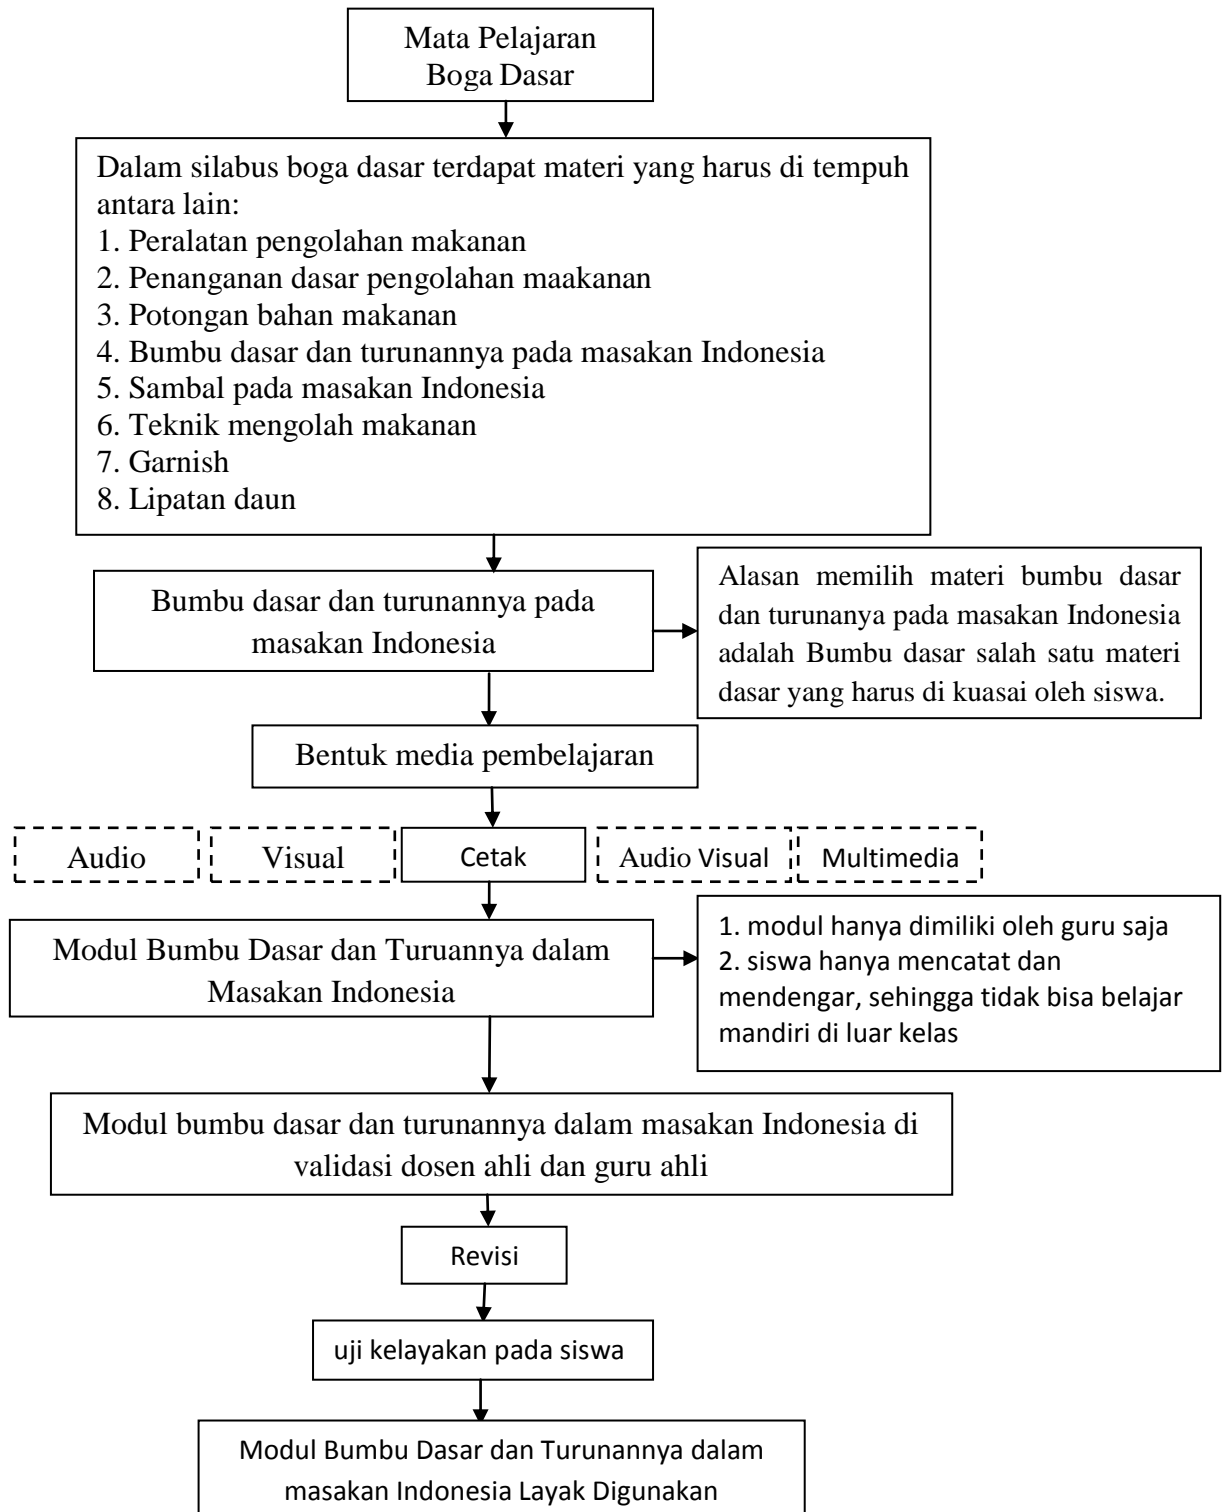 Mata Pelajaran
Boga Dasar
Dalam silabus boga dasar terdapat materi yang harus di tempuh
antara lain:
1. Peralatan pengolahan makanan
2. Penanganan dasar pengolahan maakanan
3. Potongan bahan makanan
4. Bumbu dasar dan turunannya pada masakan Indonesia
5. Sambal pada masakan Indonesia
6. Teknik mengolah makanan
7. Garnish
8. Lipatan daun
Bumbu dasar dan turunannya pada
masakan Indonesia
Alasan memilih materi bumbu dasar
dan turunanya pada masakan Indonesia
adalah Bumbu dasar salah satu materi
dasar yang harus di kuasai oleh siswa.
Bentuk media pembelajaran
Audio
Visual
Cetak
Audio Visual
Multimedia
Modul Bumbu Dasar dan Turuannya dalam
Masakan Indonesia
1. modul hanya dimiliki oleh guru saja
2. siswa hanya mencatat dan
mendengar, sehingga tidak bisa belajar
mandiri di luar kelas
Modul bumbu dasar dan turunannya dalam masakan Indonesia di
validasi dosen ahli dan guru ahli
Revisi
uji kelayakan pada siswa
Modul Bumbu Dasar dan Turunannya dalam
masakan Indonesia Layak Digunakan